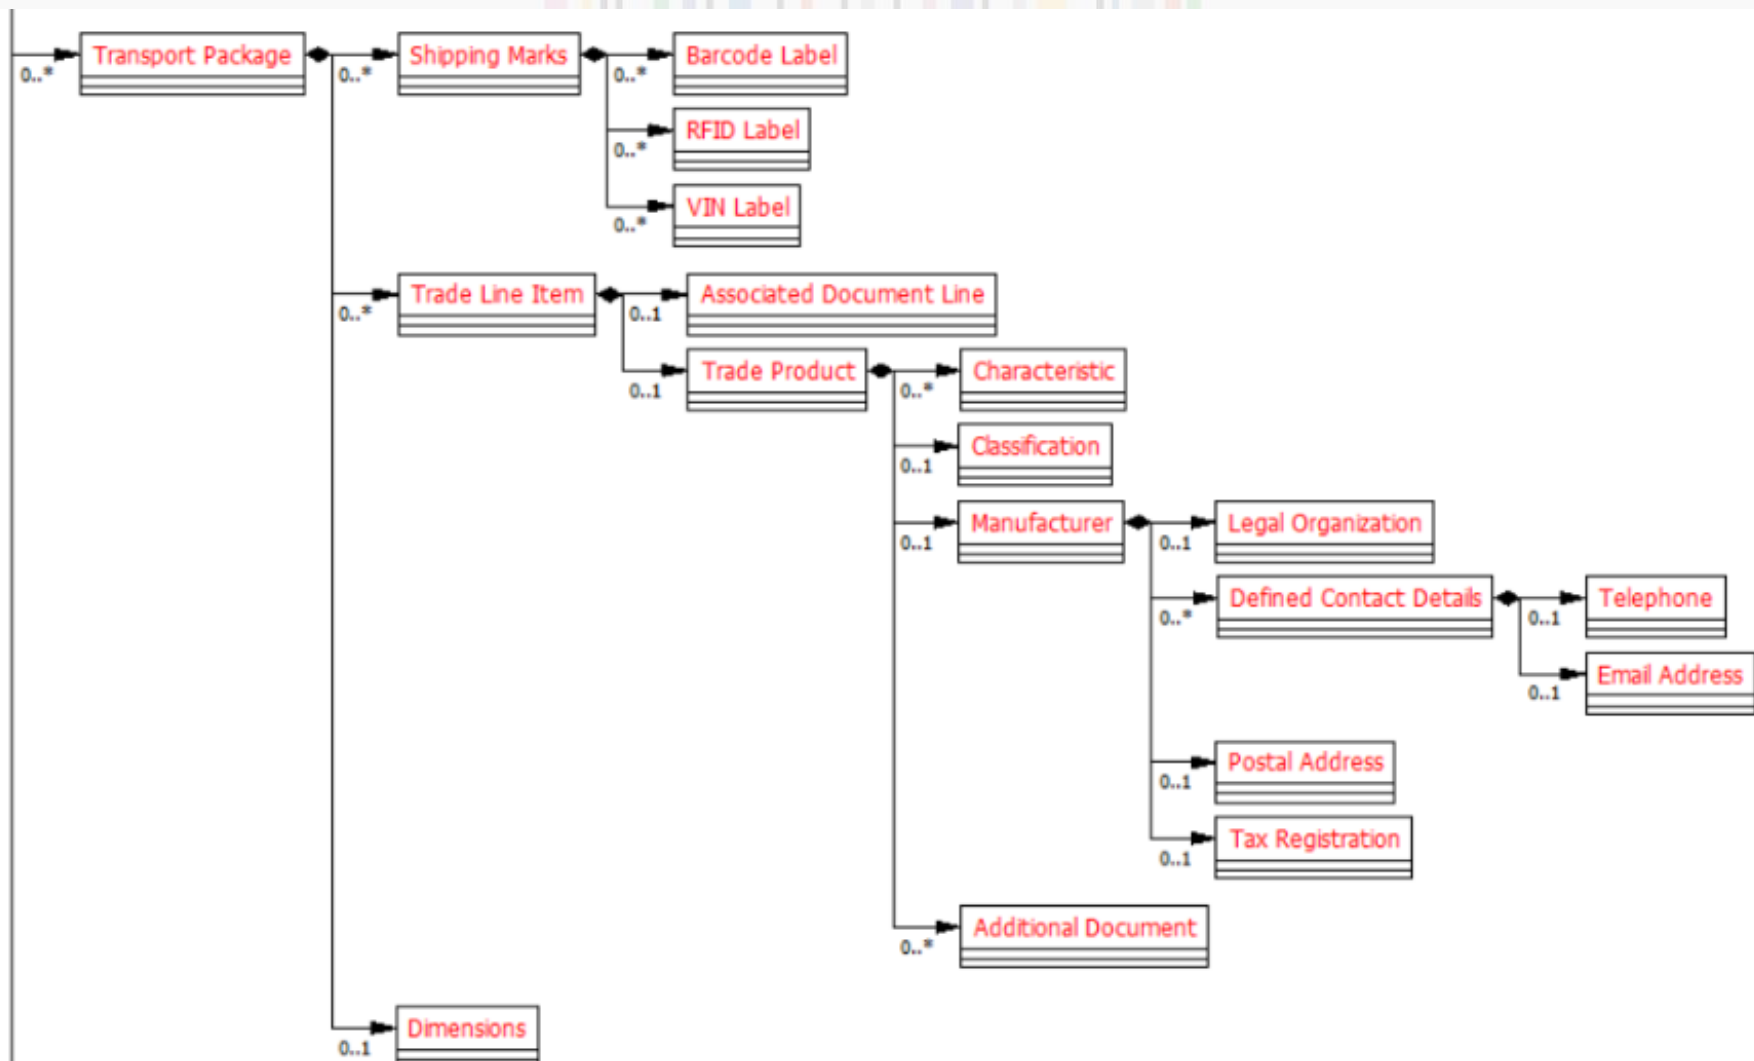 Transport Package Shipping Marks Barcode Label
0..* 0..* 0..*
RFID Label
0..*
VIN Label
0..*
Trade Line Item Associated Document Line
0..* 0..1
Trade Product Characteristic
0..1 0..*
Classification
0..1
Manufacturer Legal Organization
0..1 0..1
Defined Contact Details Telephone
0..* 0..1
Email Address
0..1
Postal Address
0..1
Tax Registration
0..1
Additional Document
0..*
Dimensions
0..1